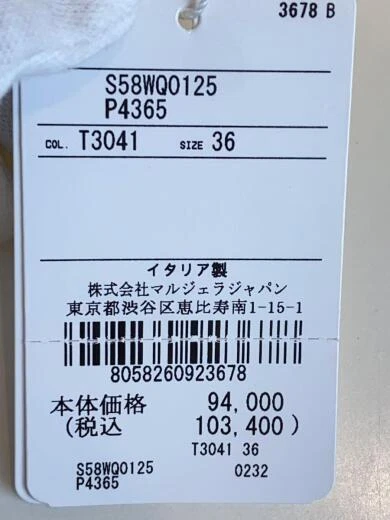 3678 B
S58WQ0125
P4365
COL. T3041 SIZE 36
イタリア製
株式会社マルジェラジャパン
東京都渋谷区恵比寿南1-15-1
8058260923678
本体価格 94,000
(税込 103,400 )
T3041 36
S58WQ0125 0232
P4365